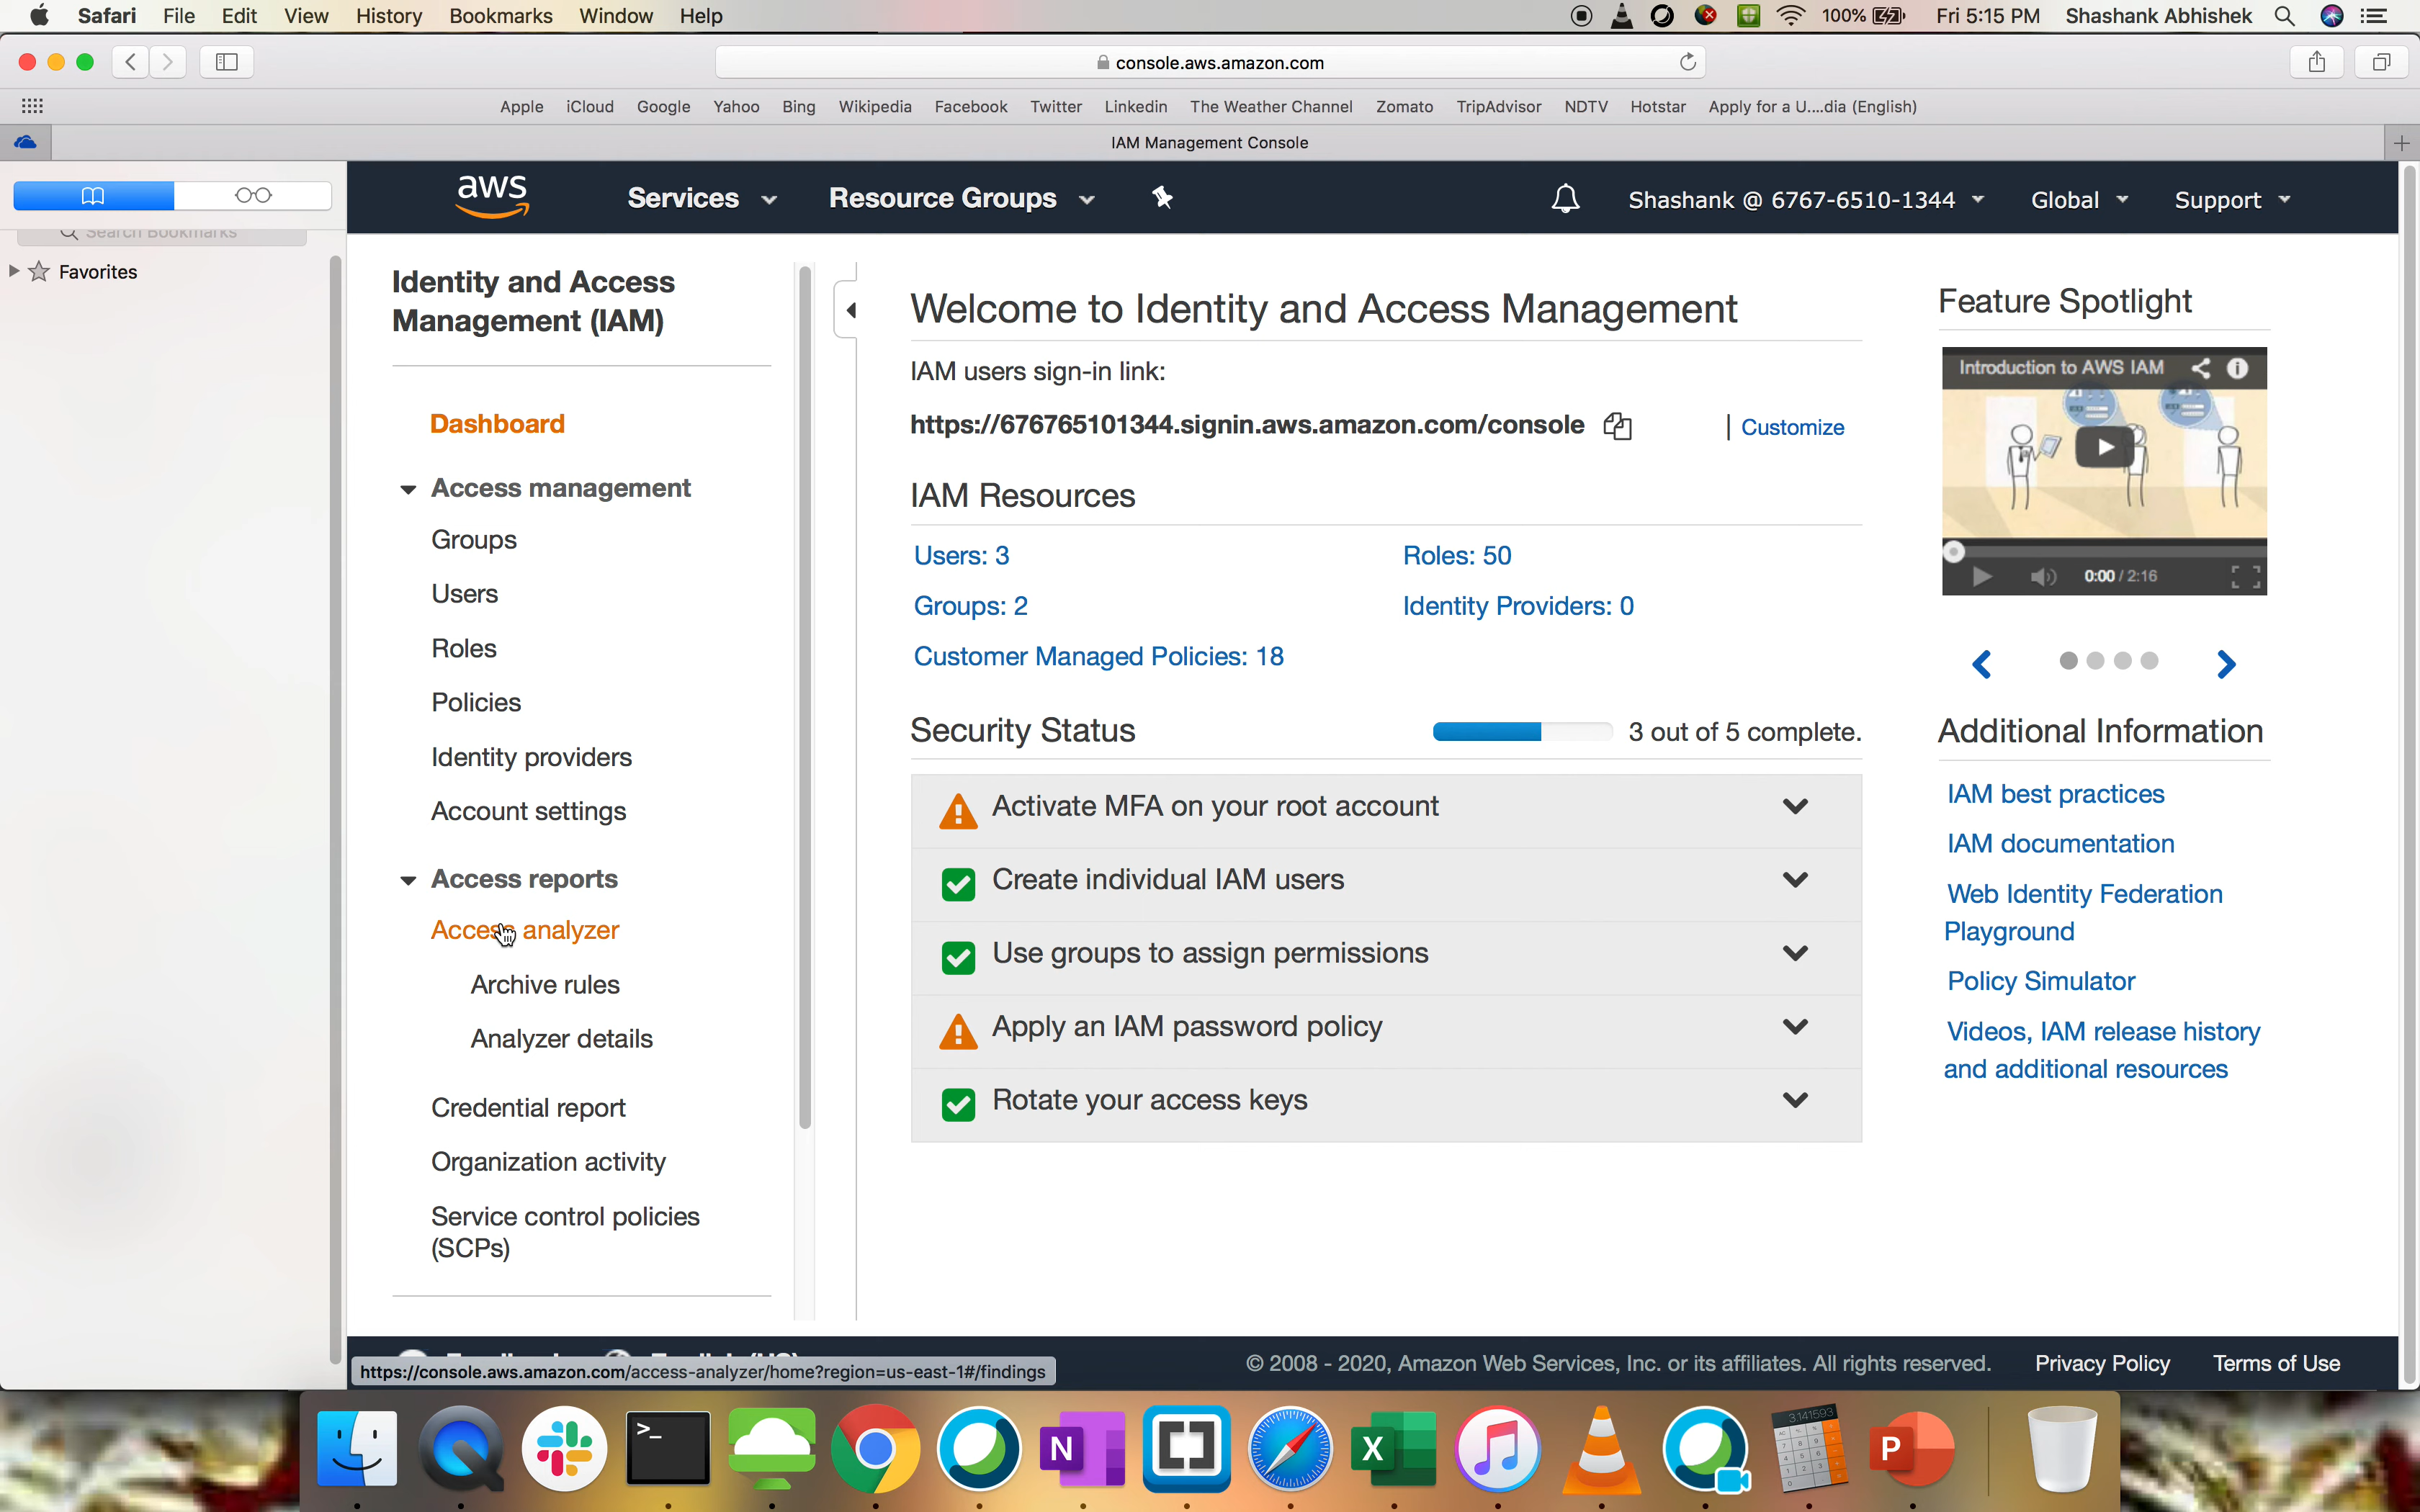 Safari File Edit View History Bookmarks Window Help 100% Fri 5:15 PM Shashank Abhishek
console.aws.amazon.com
Apple iCloud Google Yahoo Bing Wikipedia Facebook Twitter Linkedin The Weather Channel Zomato TripAdvisor NDTV Hotstar Apply for a U....dia (English)
IAM Management Console
Search Bookmarks
Favorites
aws Services Resource Groups Shashank @ 6767-6510-1344 Global Support
Identity and Access
Management (IAM)
Dashboard
Access management
Groups
Users
Roles
Policies
Identity providers
Account settings
Access reports
Access analyzer
Archive rules
Analyzer details
Credential report
Organization activity
Service control policies
(SCPs)
Welcome to Identity and Access Management
IAM users sign-in link:
https://676765101344.signin.aws.amazon.com/console | Customize
IAM Resources
Users: 3 Roles: 50
Groups: 2 Identity Providers: 0
Customer Managed Policies: 18
Security Status 3 out of 5 complete.
Activate MFA on your root account
Create individual IAM users
Use groups to assign permissions
Apply an IAM password policy
Rotate your access keys
Feature Spotlight
Introduction to AWS IAM
0:00 / 2:16
Additional Information
IAM best practices
IAM documentation
Web Identity Federation
Playground
Policy Simulator
Videos, IAM release history
and additional resources
https://console.aws.amazon.com/access-analyzer/home?region=us-east-1#/findings
© 2008 - 2020, Amazon Web Services, Inc. or its affiliates. All rights reserved. Privacy Policy Terms of Use
>_ N X 3.141593 P